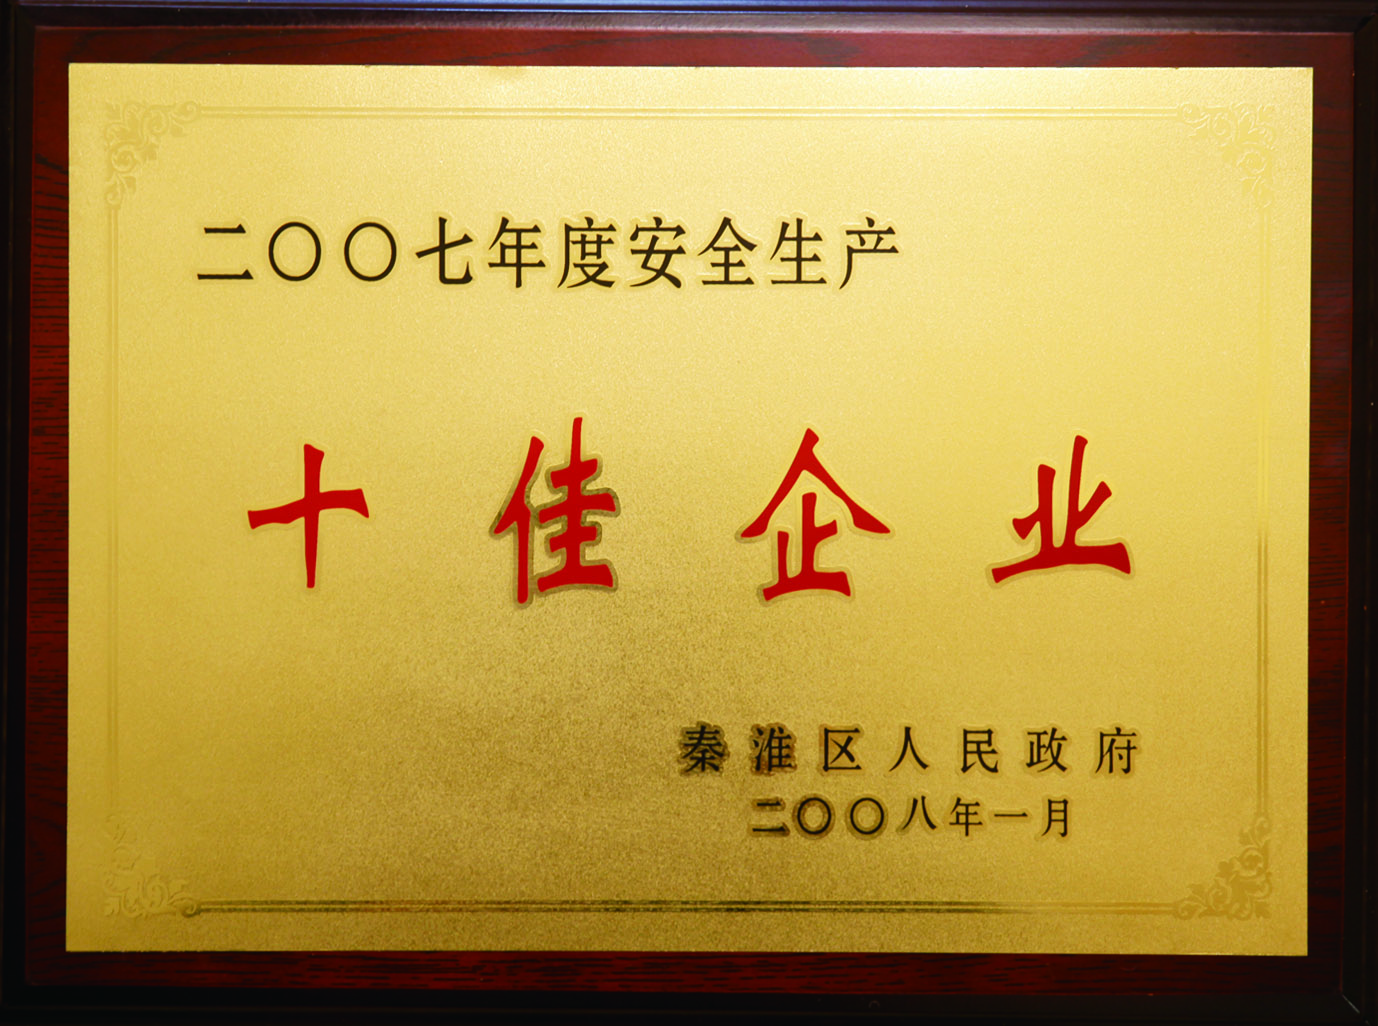 二〇〇七年度安全生产
十佳企业
秦淮区人民政府
二〇〇八年一月